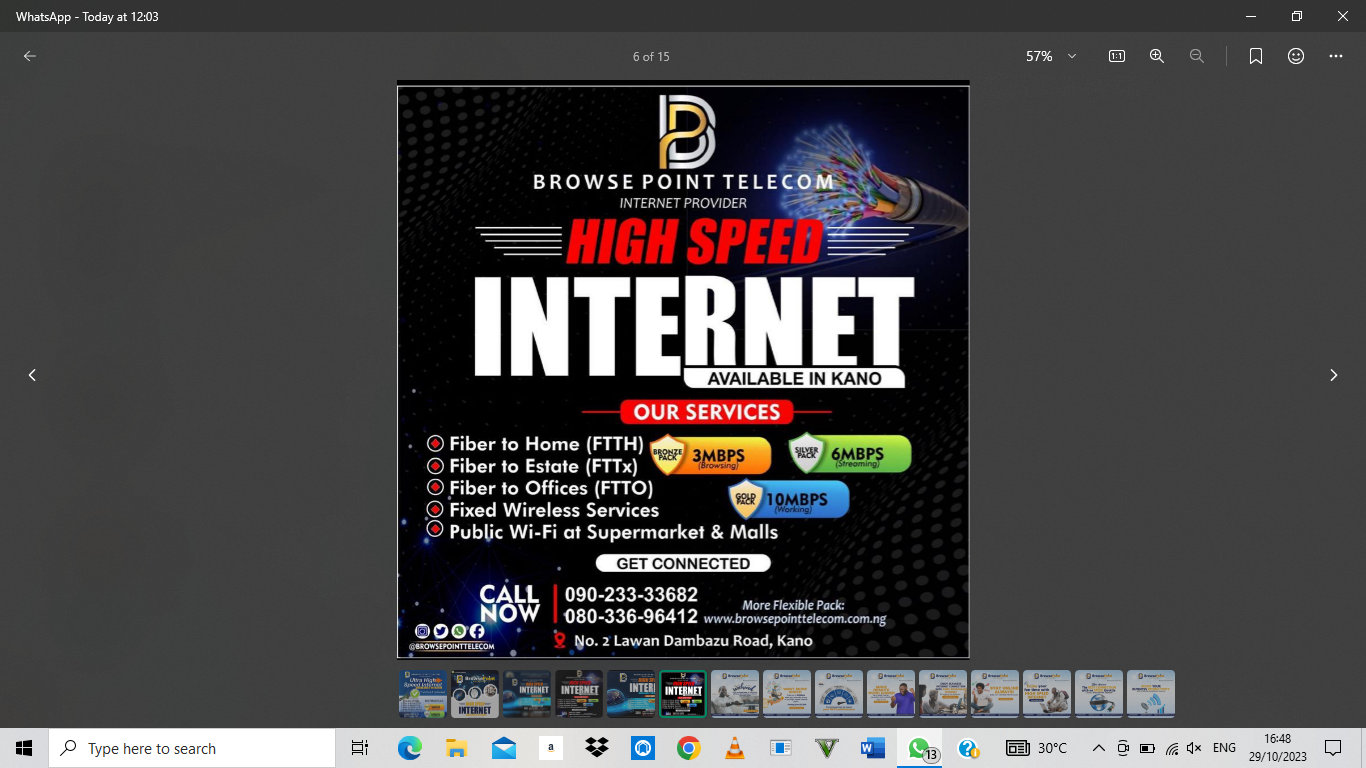 WhatsApp - Today at 12:03
6 of 15
57%
1:1
BROWSE POINT TELECOM
INTERNET PROVIDER
HIGH SPEED
INTERNET
AVAILABLE IN KANO
OUR SERVICES
Fiber to Home (FTTH)
Fiber to Estate (FTTx)
Fiber to Offices (FTTO)
Fixed Wireless Services
Public Wi-Fi at Supermarket & Malls
BRONZE PACK 3MBPS
(Browsing)
SILVER PACK 6MBPS
(Streaming)
GOLD PACK 10MBPS
(Working)
GET CONNECTED
CALL NOW
090-233-33682
080-336-96412
More Flexible Pack:
www.browsepointtelecom.com.ng
@BROWSEPOINTTELECOM
No. 2 Lawan Dambazu Road, Kano
Type here to search
a
13
30°C
ENG
16:48
29/10/2023